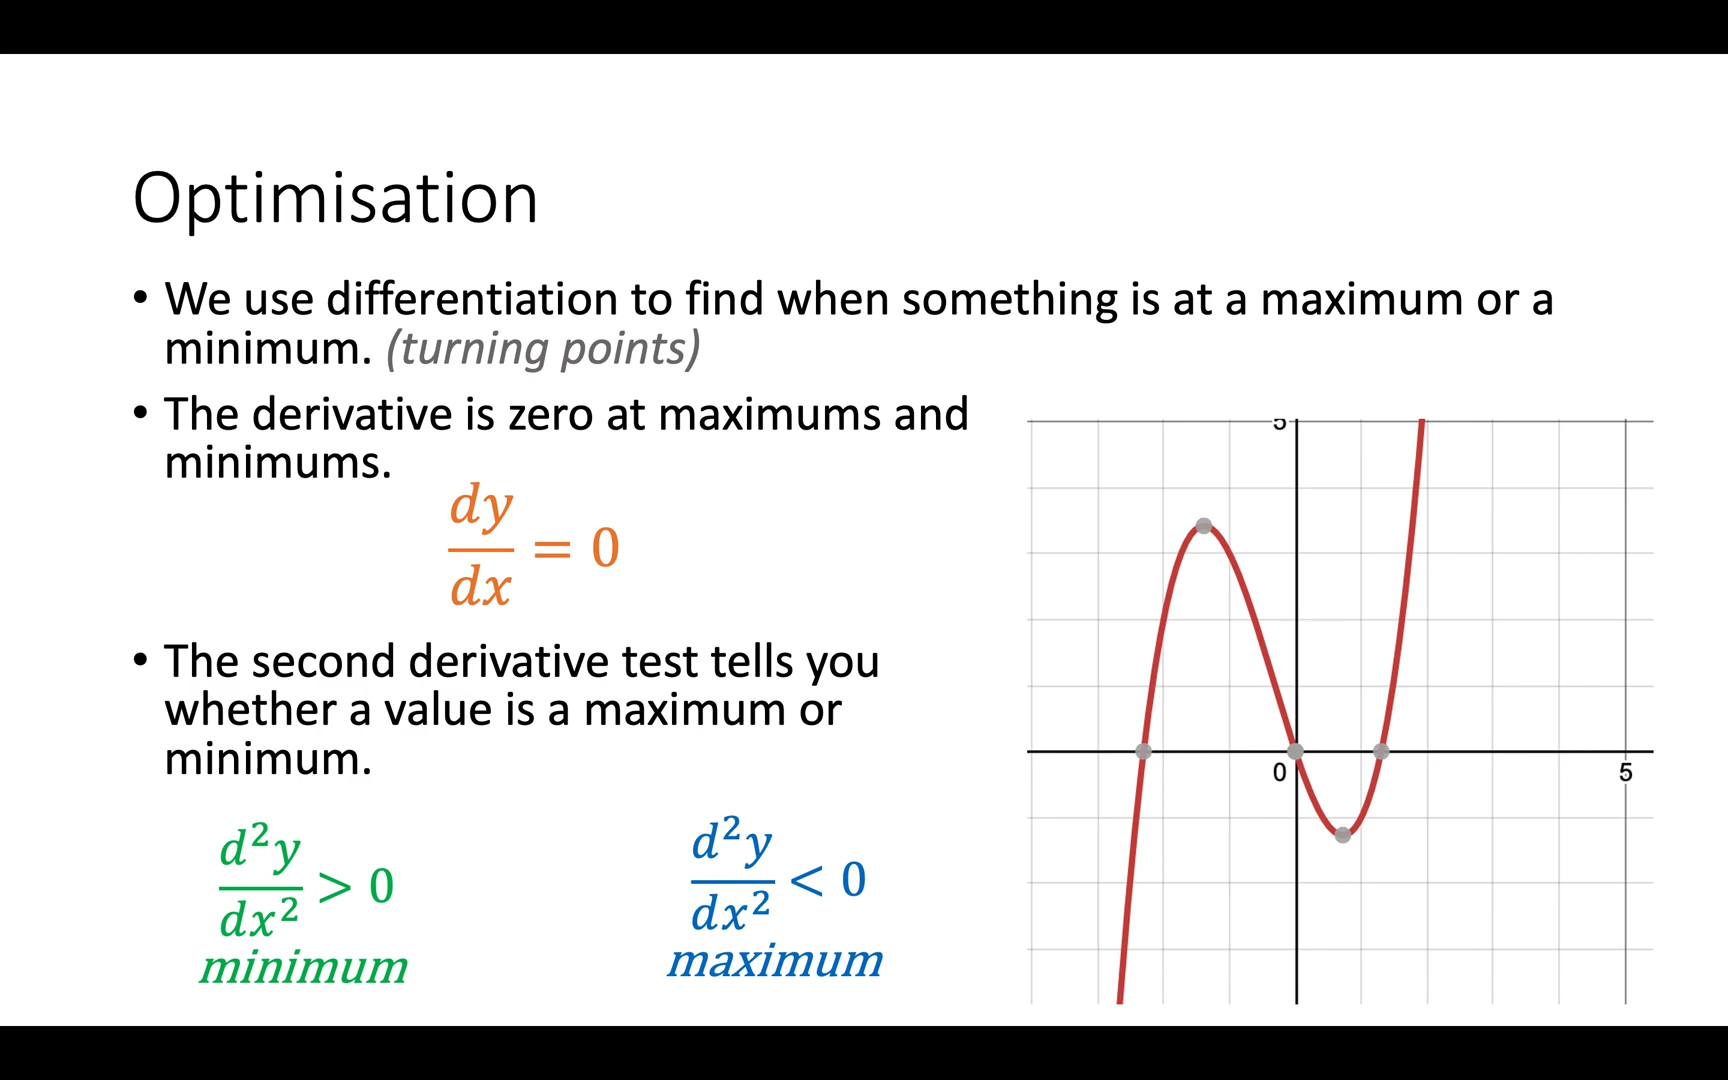 Optimisation
• We use differentiation to find when something is at a maximum or a
minimum. (turning points)
• The derivative is zero at maximums and
minimums.
dy/dx = 0
• The second derivative test tells you
whether a value is a maximum or
minimum.
d²y/dx² > 0
minimum
d²y/dx² < 0
maximum
5
0
5